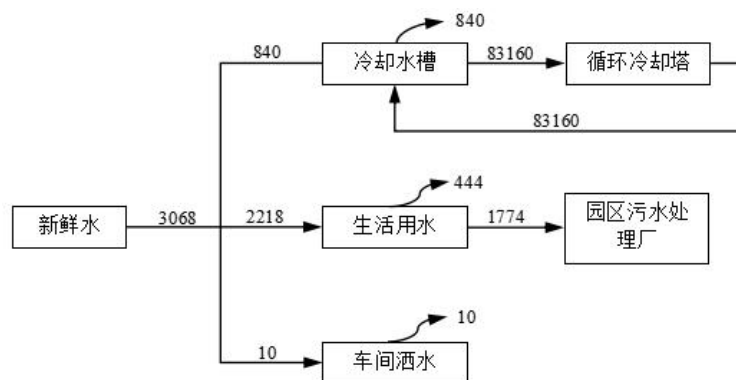 840
840
冷却水槽
83160
循环冷却塔
83160
444
新鲜水
3068
2218
生活用水
1774
园区污水处
理厂
10
10
车间洒水